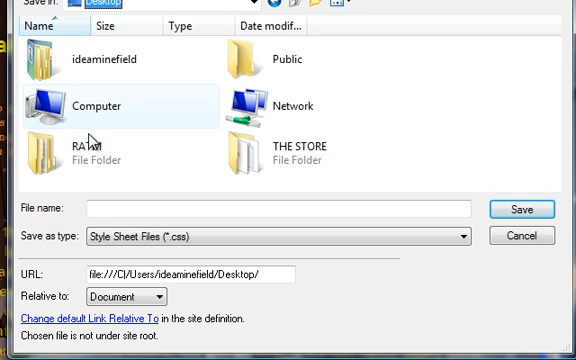 Save in: Desktop
Name Size Type Date modif...
ideaminefield Public
Computer Network
THE STORE
File Folder File Folder
File name: Save
Save as type: Style Sheet Files (*.css) Cancel
URL: file:///C|/Users/ideaminefield/Desktop/
Relative to: Document
Change default Link Relative To in the site definition.
Chosen file is not under site root.